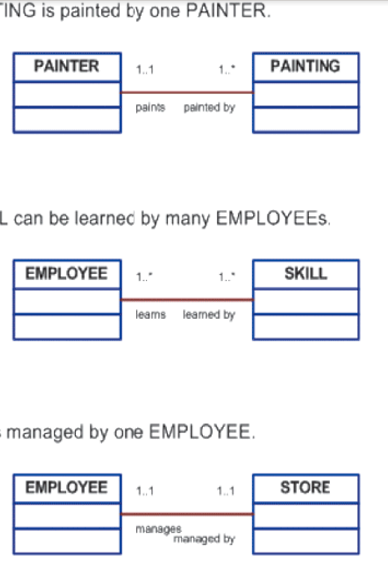 TING is painted by one PAINTER.
PAINTER 1..1 1..* PAINTING
paints painted by
L can be learned by many EMPLOYEEs.
EMPLOYEE 1..* 1..* SKILL
learns learned by
s managed by one EMPLOYEE.
EMPLOYEE 1..1 1..1 STORE
manages
managed by